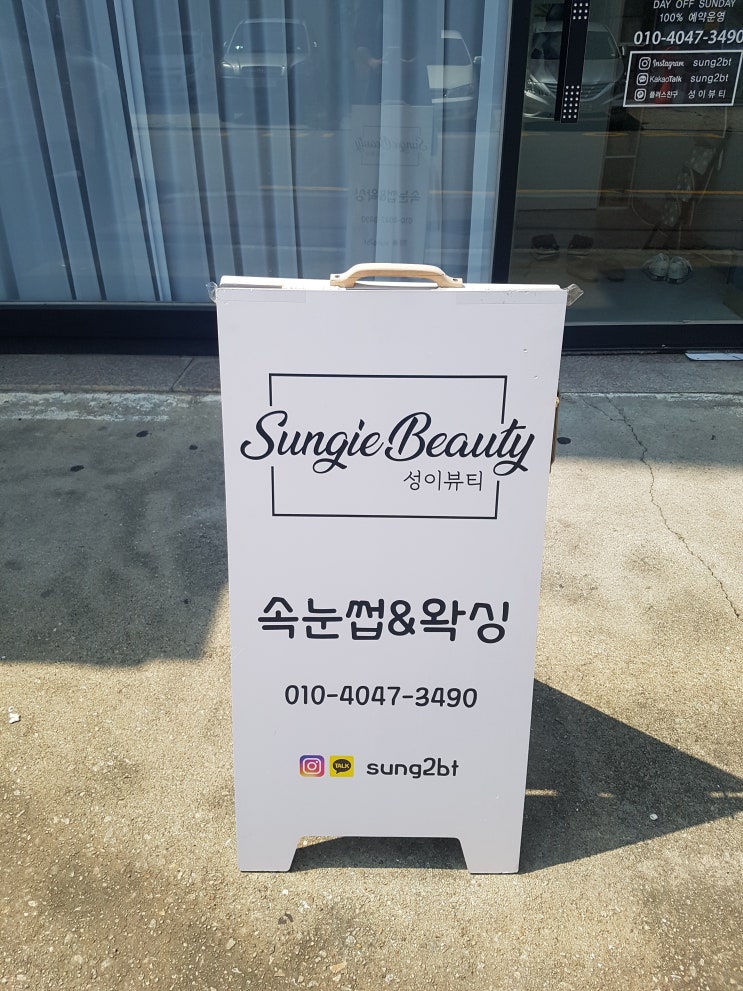 DAY OFF SUNDAY
100% 예약운영
010-4047-3490
Instagram sung2bt
KakaoTalk sung2bt
플러스친구 성이뷰티
Sungie Beauty
성이뷰티
속눈썹&왁싱
010-4047-3490
TALK sung2bt